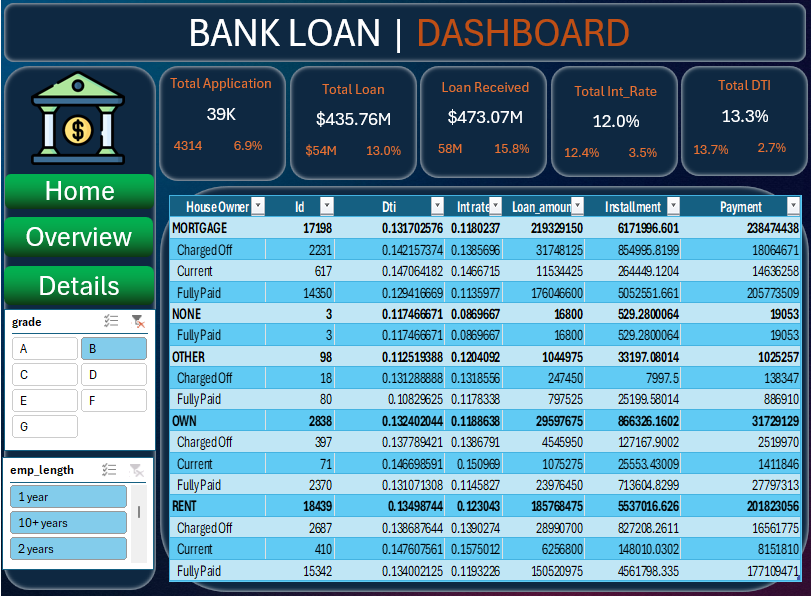 BANK LOAN | DASHBOARD
Total Application
39K
4314 6.9%
Total Loan
$435.76M
$54M 13.0%
Loan Received
$473.07M
58M 15.8%
Total Int_Rate
12.0%
12.4% 3.5%
Total DTI
13.3%
13.7% 2.7%
$
Home
Overview
Details
grade
A B
C D
E F
G
emp_length
1 year
10+ years
2 years
House Owner Id Dti Int rate Loan_amoun Installment Payment
MORTGAGE 17198 0.131702576 0.1180237 219329150 6171996.601 238474438
Charged Off 2231 0.142157374 0.1385696 31748125 854995.8199 18064671
Current 617 0.147064182 0.1466715 11534425 264449.1204 14636258
Fully Paid 14350 0.129416669 0.1135977 176046600 5052551.661 205773509
NONE 3 0.117466671 0.0869667 16800 529.2800064 19053
Fully Paid 3 0.117466671 0.0869667 16800 529.2800064 19053
OTHER 98 0.112519388 0.1204092 1044975 33197.08014 1025257
Charged Off 18 0.131288888 0.1318556 247450 7997.5 138347
Fully Paid 80 0.10829625 0.1178338 797525 25199.58014 886910
OWN 2838 0.132402044 0.1188638 29597675 866326.1602 31729129
Charged Off 397 0.137789421 0.1386791 4545950 127167.9002 2519970
Current 71 0.146698591 0.150969 1075275 25553.43009 1411846
Fully Paid 2370 0.131071308 0.1145827 23976450 713604.8299 27797313
RENT 18439 0.13498744 0.123043 185768475 5537016.626 201823056
Charged Off 2687 0.138687644 0.1390274 28990700 827208.2611 16561775
Current 410 0.147607561 0.1575012 6256800 148010.0302 8151810
Fully Paid 15342 0.134002125 0.1193226 150520975 4561798.335 177109471